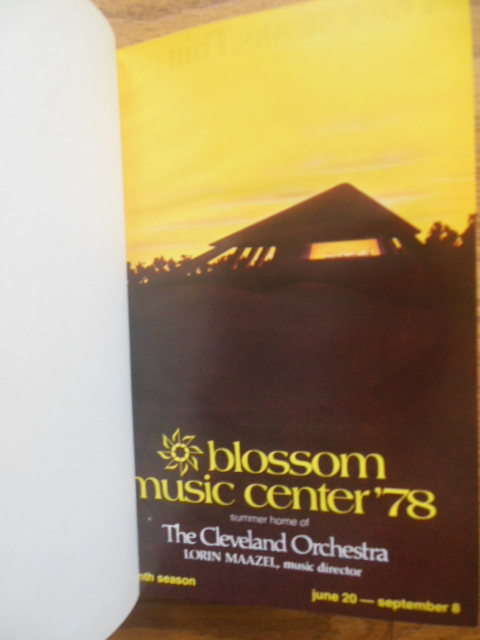 blossom
music center '78
summer home of
The Cleveland Orchestra
LORIN MAAZEL, music director
nth season
june 20 — september 8